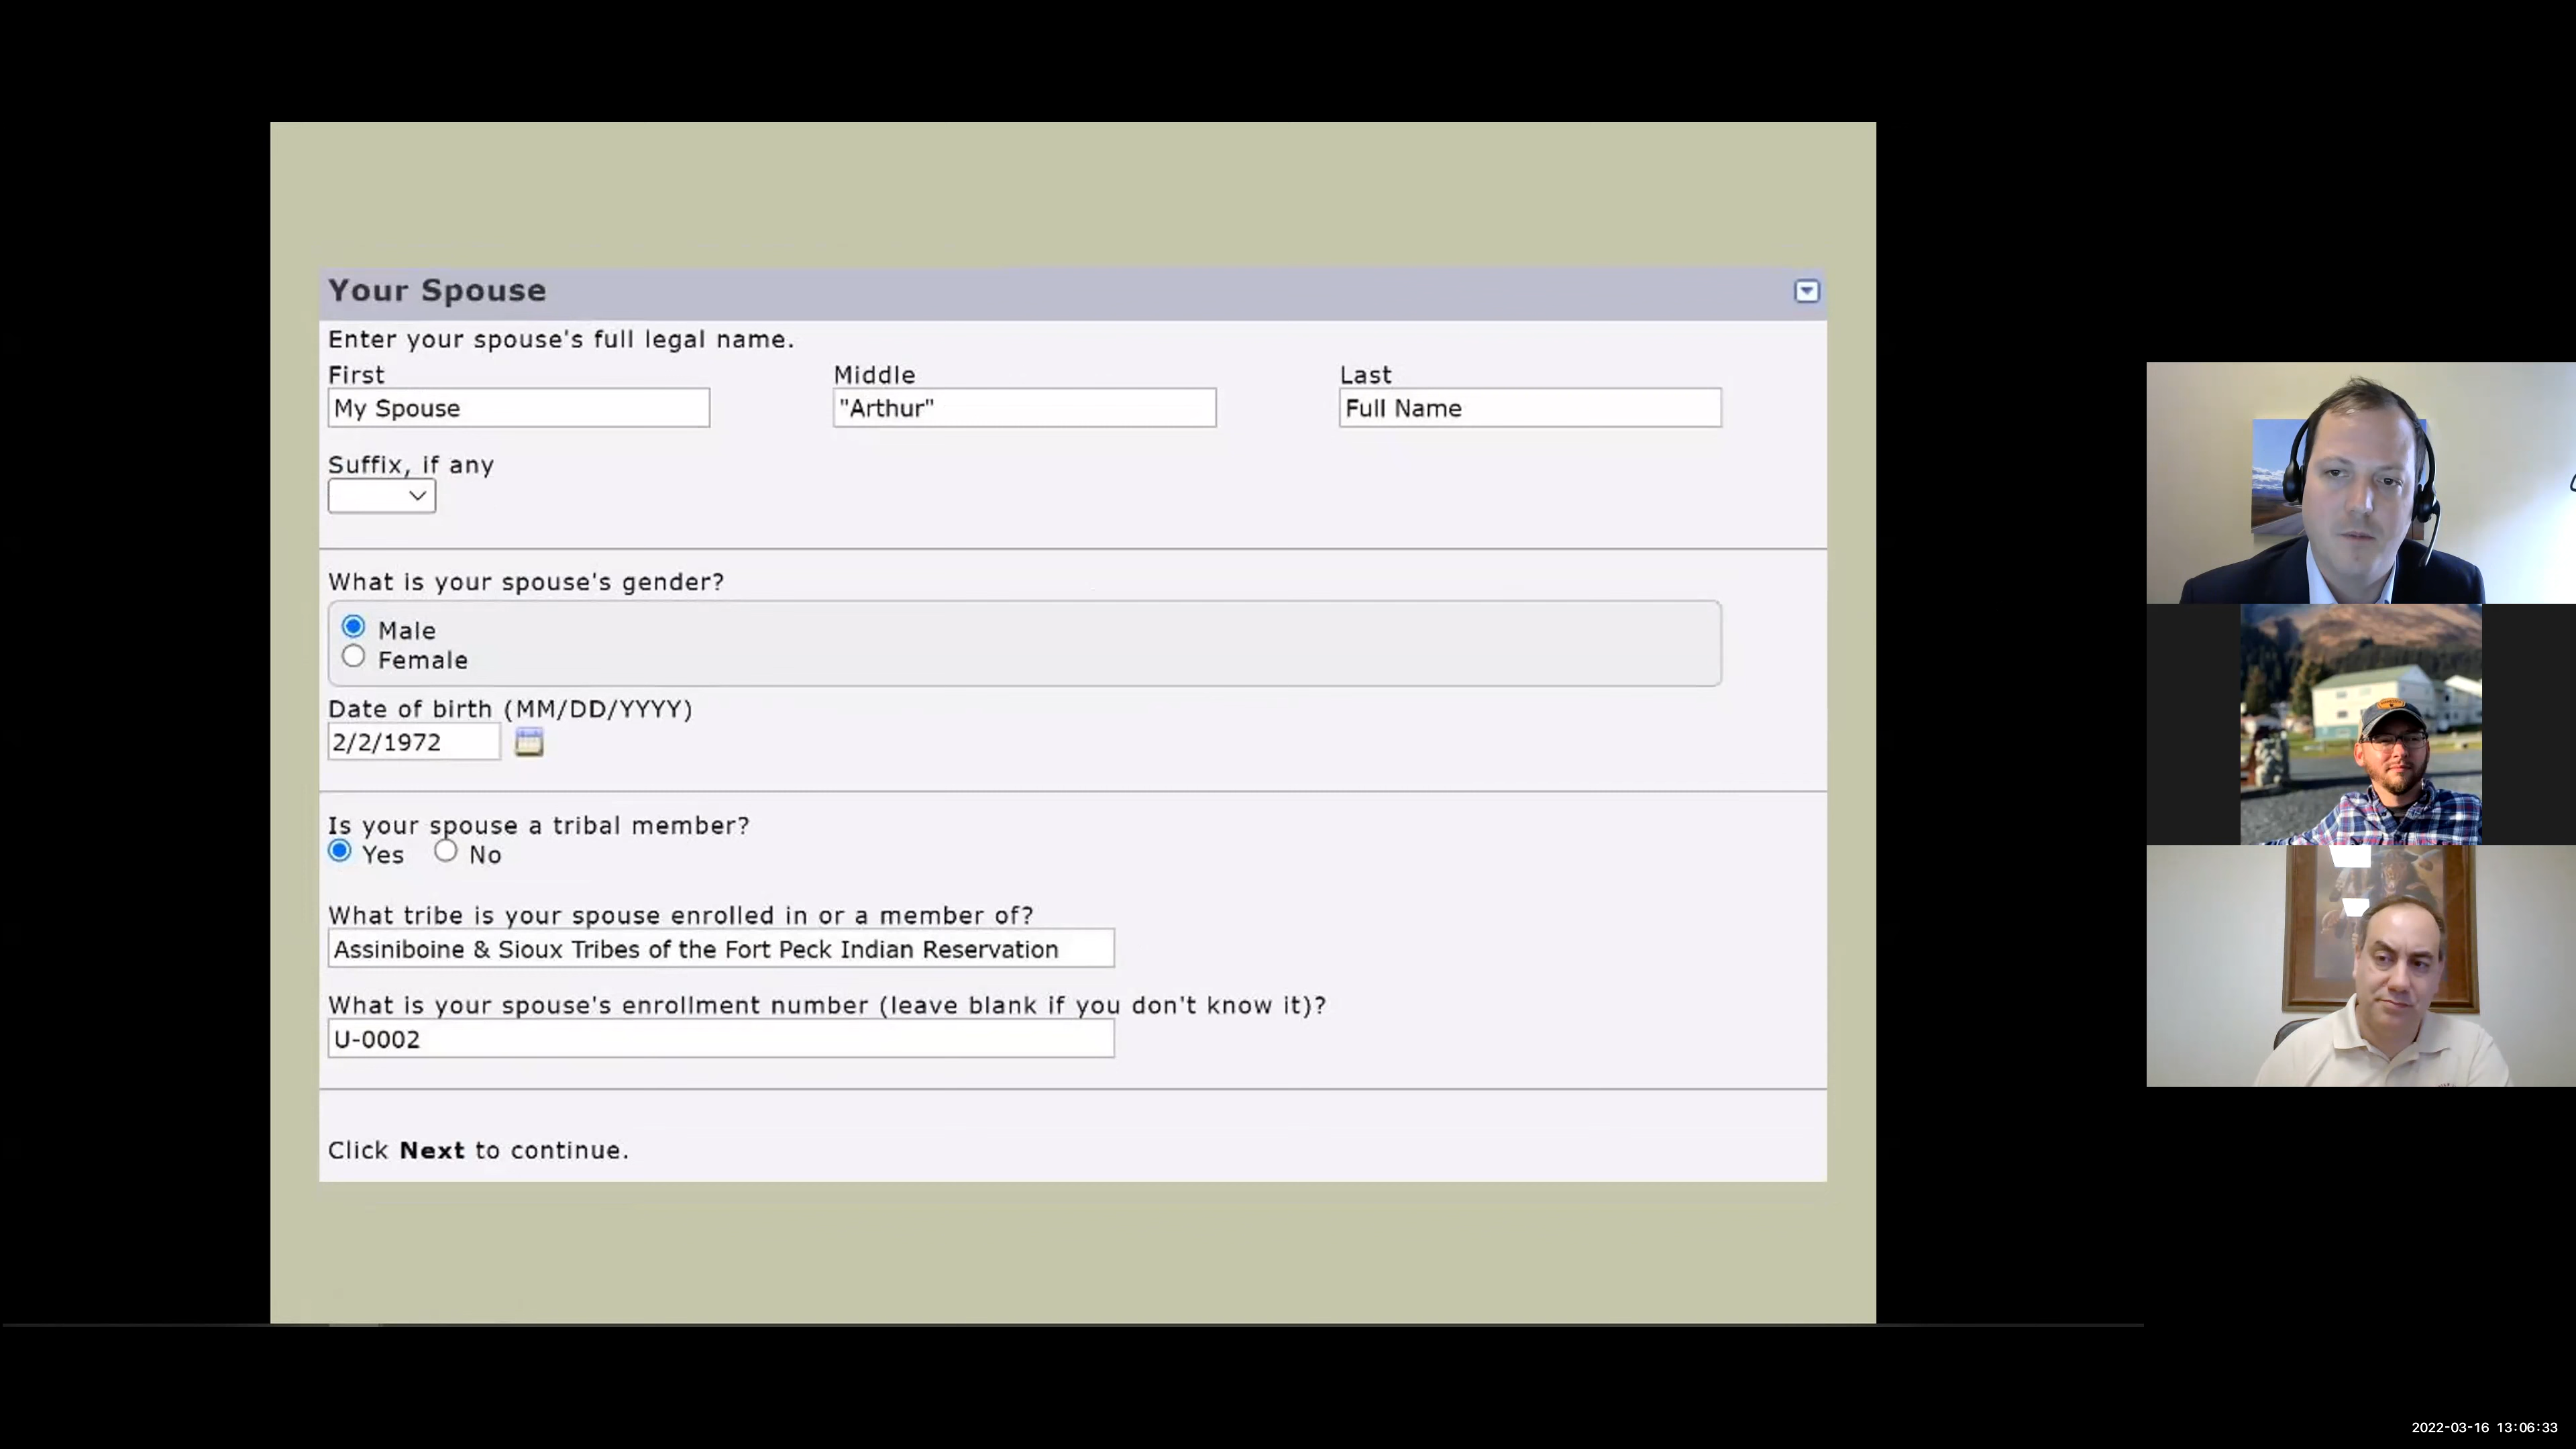 Your Spouse
Enter your spouse's full legal name.
First Middle Last
My Spouse "Arthur" Full Name
Suffix, if any
What is your spouse's gender?
Male
Female
Date of birth (MM/DD/YYYY)
2/2/1972
Is your spouse a tribal member?
Yes No
What tribe is your spouse enrolled in or a member of?
Assiniboine & Sioux Tribes of the Fort Peck Indian Reservation
What is your spouse's enrollment number (leave blank if you don't know it)?
U-0002
Click Next to continue.
2022-03-16 13:06:33